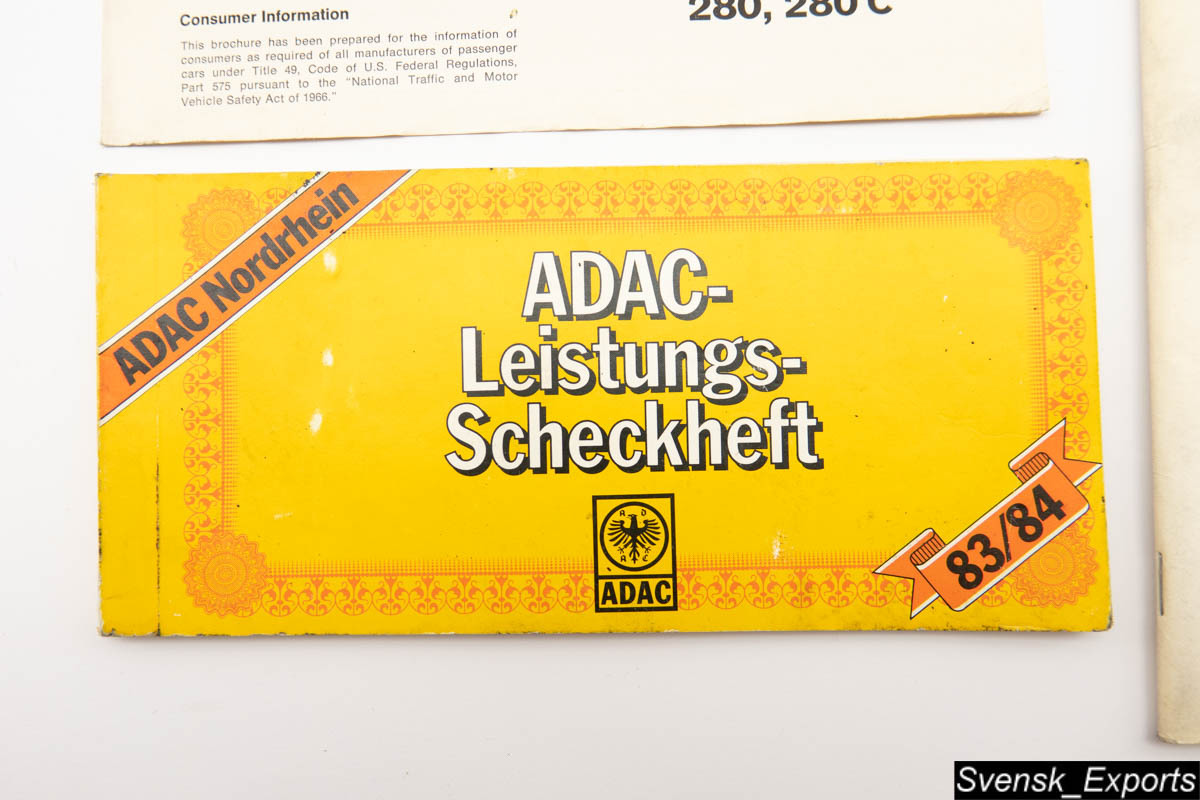 Consumer Information
280, 280 C
This brochure has been prepared for the information of
consumers as required of all manufacturers of passenger
cars under Title 49, Code of U.S. Federal Regulations,
Part 575 pursuant to the "National Traffic and Motor
Vehicle Safety Act of 1966."
ADAC Nordrhein
ADAC-
Leistungs-
Scheckheft
ADAC
ADAC
83/84
Svensk_Exports